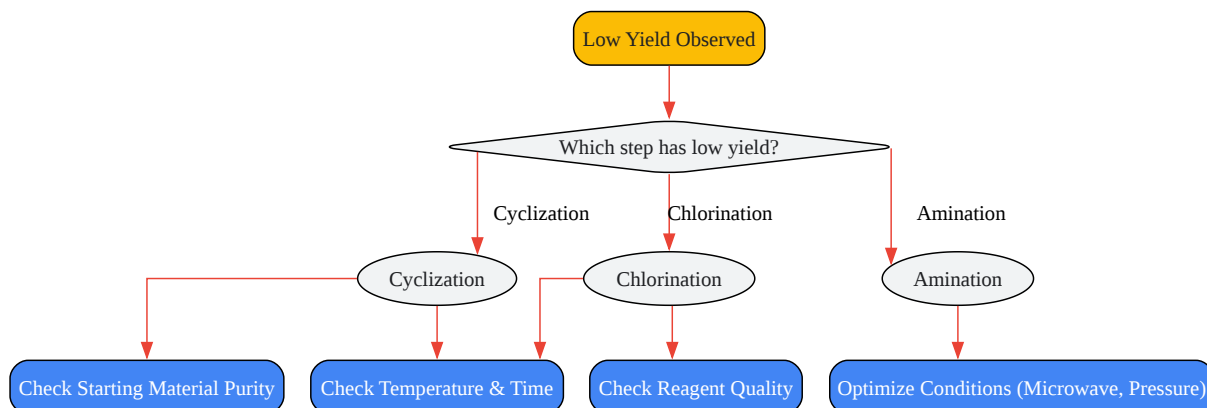 Low Yield Observed
Which step has low yield?
Cyclization
Chlorination
Amination
Cyclization
Chlorination
Amination
Check Starting Material Purity
Check Temperature & Time
Check Reagent Quality
Optimize Conditions (Microwave, Pressure)